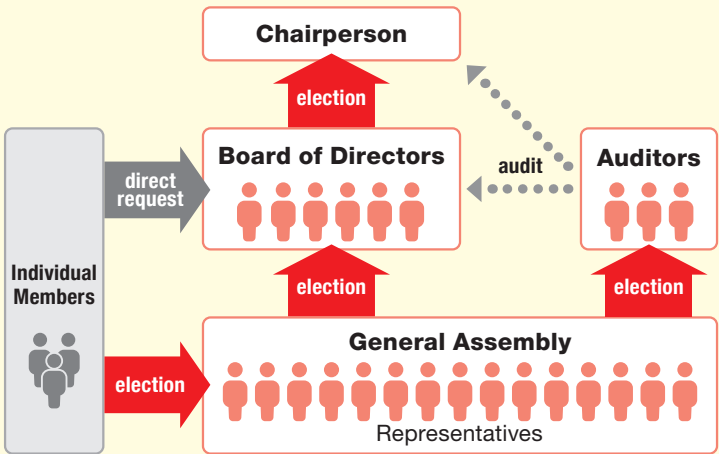 Chairperson
election
Board of Directors
Auditors
audit
direct
request
Individual
Members
election
election
General Assembly
election
Representatives